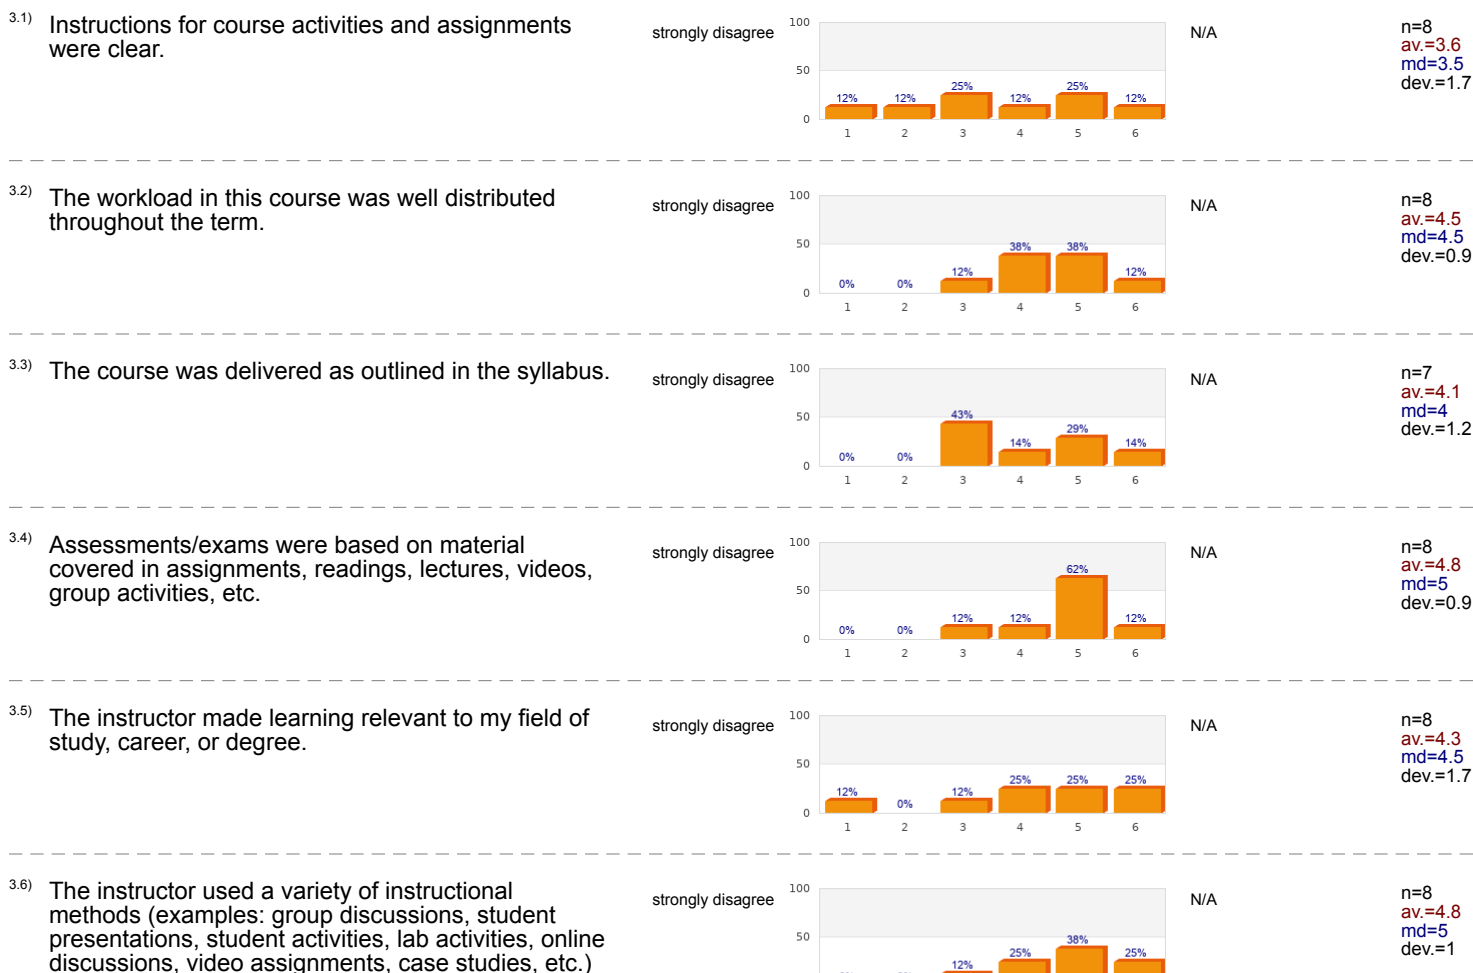 3.1) Instructions for course activities and assignments
were clear.
strongly disagree
100
50
0
12%
12%
25%
12%
25%
12%
1 2 3 4 5 6
N/A
n=8
av.=3.6
md=3.5
dev.=1.7
3.2) The workload in this course was well distributed
throughout the term.
strongly disagree
100
50
0
0%
0%
12%
38%
38%
12%
1 2 3 4 5 6
N/A
n=8
av.=4.5
md=4.5
dev.=0.9
3.3) The course was delivered as outlined in the syllabus.
strongly disagree
100
50
0
0%
0%
43%
14%
29%
14%
1 2 3 4 5 6
N/A
n=7
av.=4.1
md=4
dev.=1.2
3.4) Assessments/exams were based on material
covered in assignments, readings, lectures, videos,
group activities, etc.
strongly disagree
100
50
0
0%
0%
12%
12%
62%
12%
1 2 3 4 5 6
N/A
n=8
av.=4.8
md=5
dev.=0.9
3.5) The instructor made learning relevant to my field of
study, career, or degree.
strongly disagree
100
50
0
12%
0%
12%
25%
25%
25%
1 2 3 4 5 6
N/A
n=8
av.=4.3
md=4.5
dev.=1.7
3.6) The instructor used a variety of instructional
methods (examples: group discussions, student
presentations, student activities, lab activities, online
discussions, video assignments, case studies, etc.)
strongly disagree
100
50
12%
25%
38%
25%
N/A
n=8
av.=4.8
md=5
dev.=1